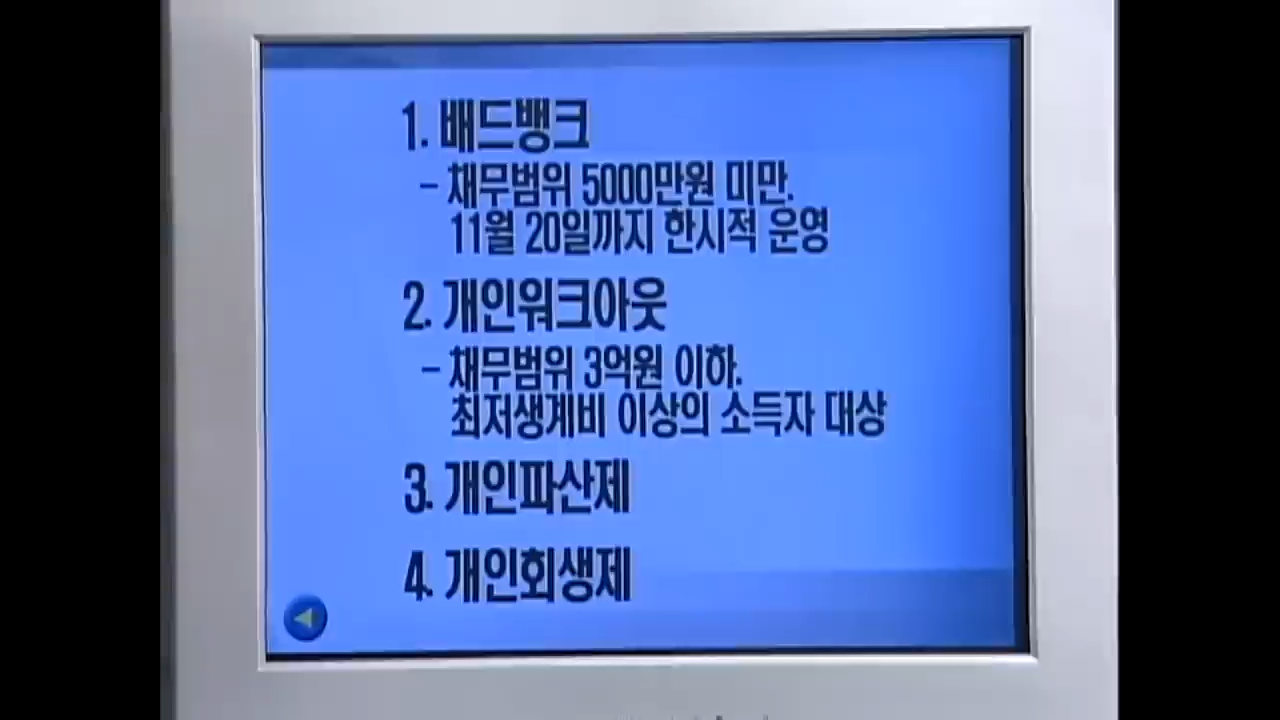 1. 배드뱅크
- 채무범위 5000만원 미만.
11월 20일까지 한시적 운영
2. 개인워크아웃
- 채무범위 3억원 이하.
최저생계비 이상의 소득자 대상
3. 개인파산제
4. 개인회생제